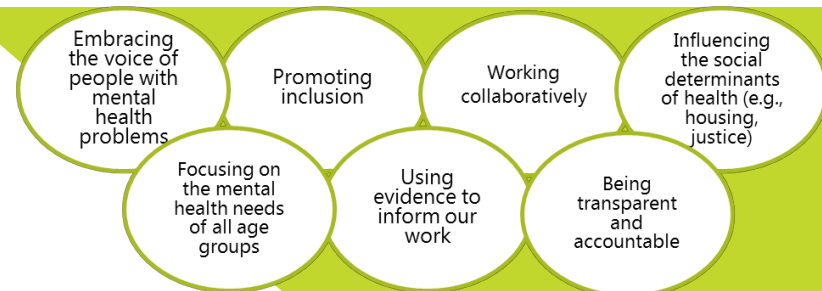 Embracing
the voice of
people with
mental
health
problems
Promoting
inclusion
Working
collaboratively
Influencing
the social
determinants
of health (e.g.,
housing,
justice)
Focusing on
the mental
health needs
of all age
groups
Using
evidence to
inform our
work
Being
transparent
and
accountable